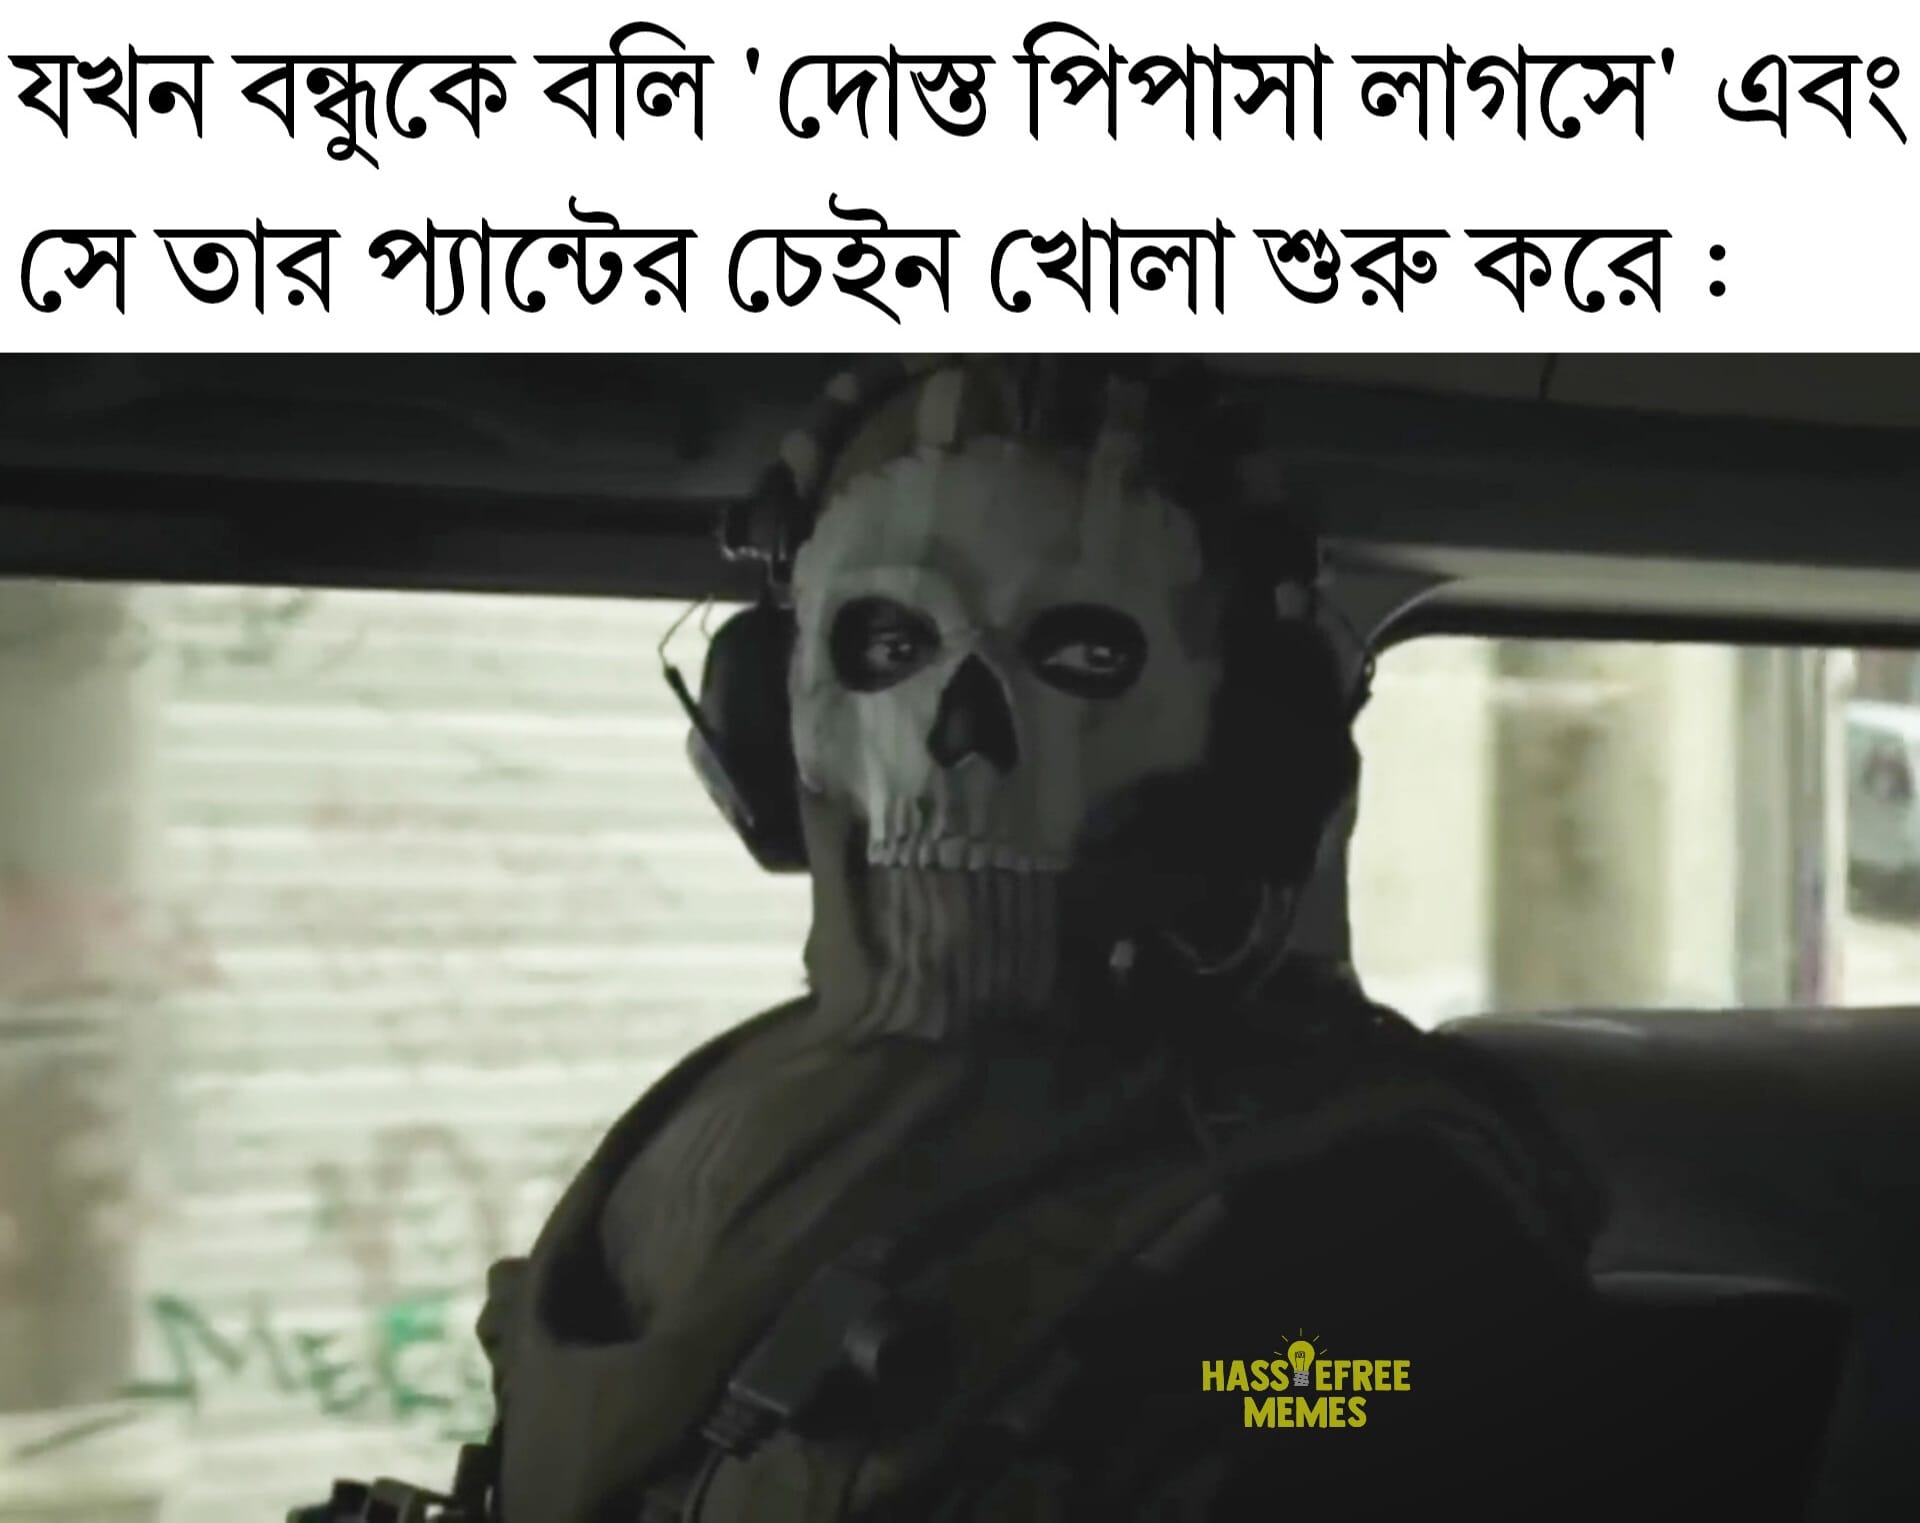 যখন বন্ধুকে বলি 'দোস্ত পিপাসা লাগসে' এবং
সে তার প্যান্টের চেইন খোলা শুরু করে :
HASSLEFREE
MEMES